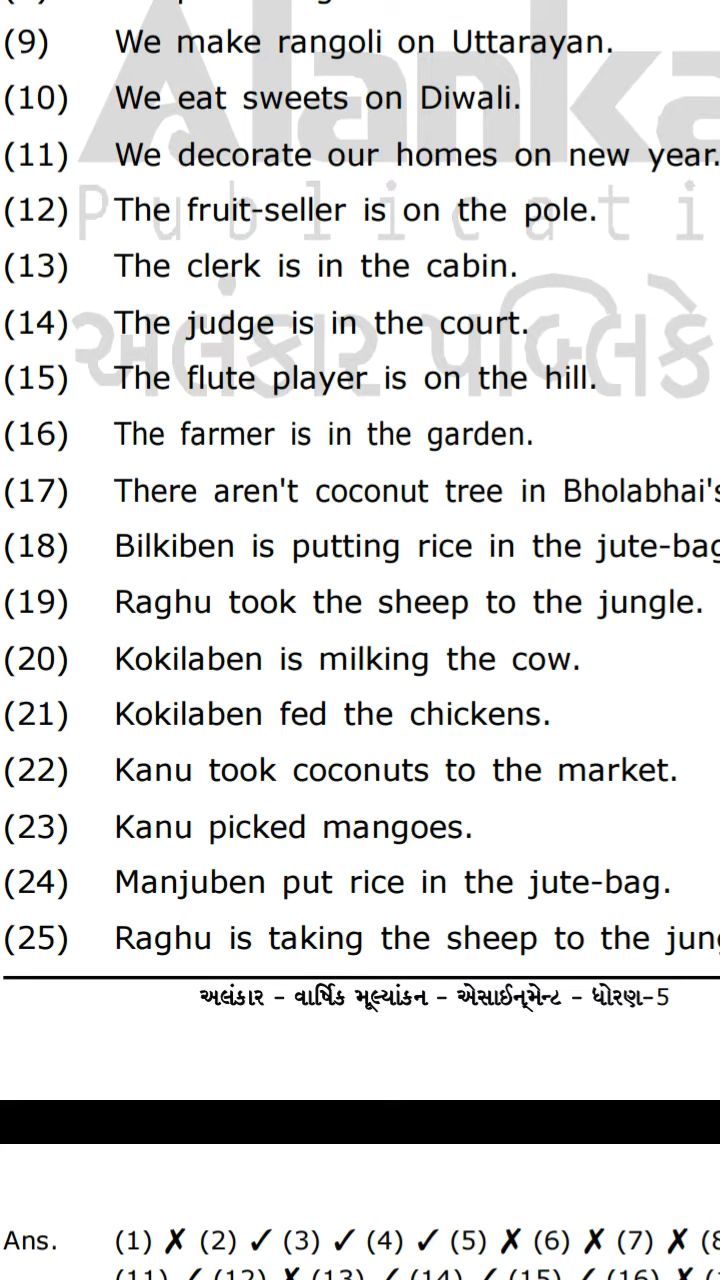 (9) We make rangoli on Uttarayan.
(10) We eat sweets on Diwali.
(11) We decorate our homes on new year.
(12) The fruit-seller is on the pole.
(13) The clerk is in the cabin.
(14) The judge is in the court.
(15) The flute player is on the hill.
(16) The farmer is in the garden.
(17) There aren't coconut tree in Bholabhai's
(18) Bilkiben is putting rice in the jute-bag
(19) Raghu took the sheep to the jungle.
(20) Kokilaben is milking the cow.
(21) Kokilaben fed the chickens.
(22) Kanu took coconuts to the market.
(23) Kanu picked mangoes.
(24) Manjuben put rice in the jute-bag.
(25) Raghu is taking the sheep to the
અલંકાર – વાર્ષિક મૂલ્યાંકન – એસાઈન્મેન્ટ – ધોરણ–5
Ans. (1) ✗ (2) ✓ (3) ✓ (4) ✓ (5) ✗ (6) ✗ (7) ✗ (8
(11) ✓ (12) ✗ (13) ✓ (14) ✓ (15) ✓ (16) ✗